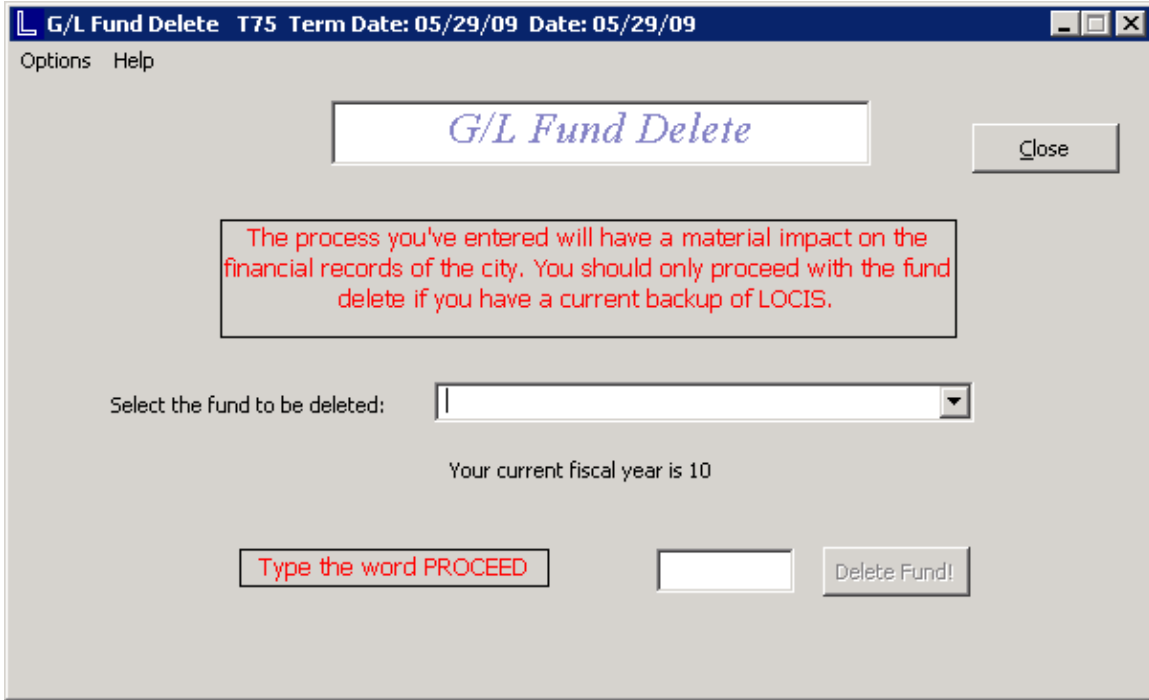 L G/L Fund Delete T75 Term Date: 05/29/09 Date: 05/29/09
Options Help
G/L Fund Delete
Close
The process you've entered will have a material impact on the
financial records of the city. You should only proceed with the fund
delete if you have a current backup of LOCIS.
Select the fund to be deleted:
Your current fiscal year is 10
Type the word PROCEED
Delete Fund!